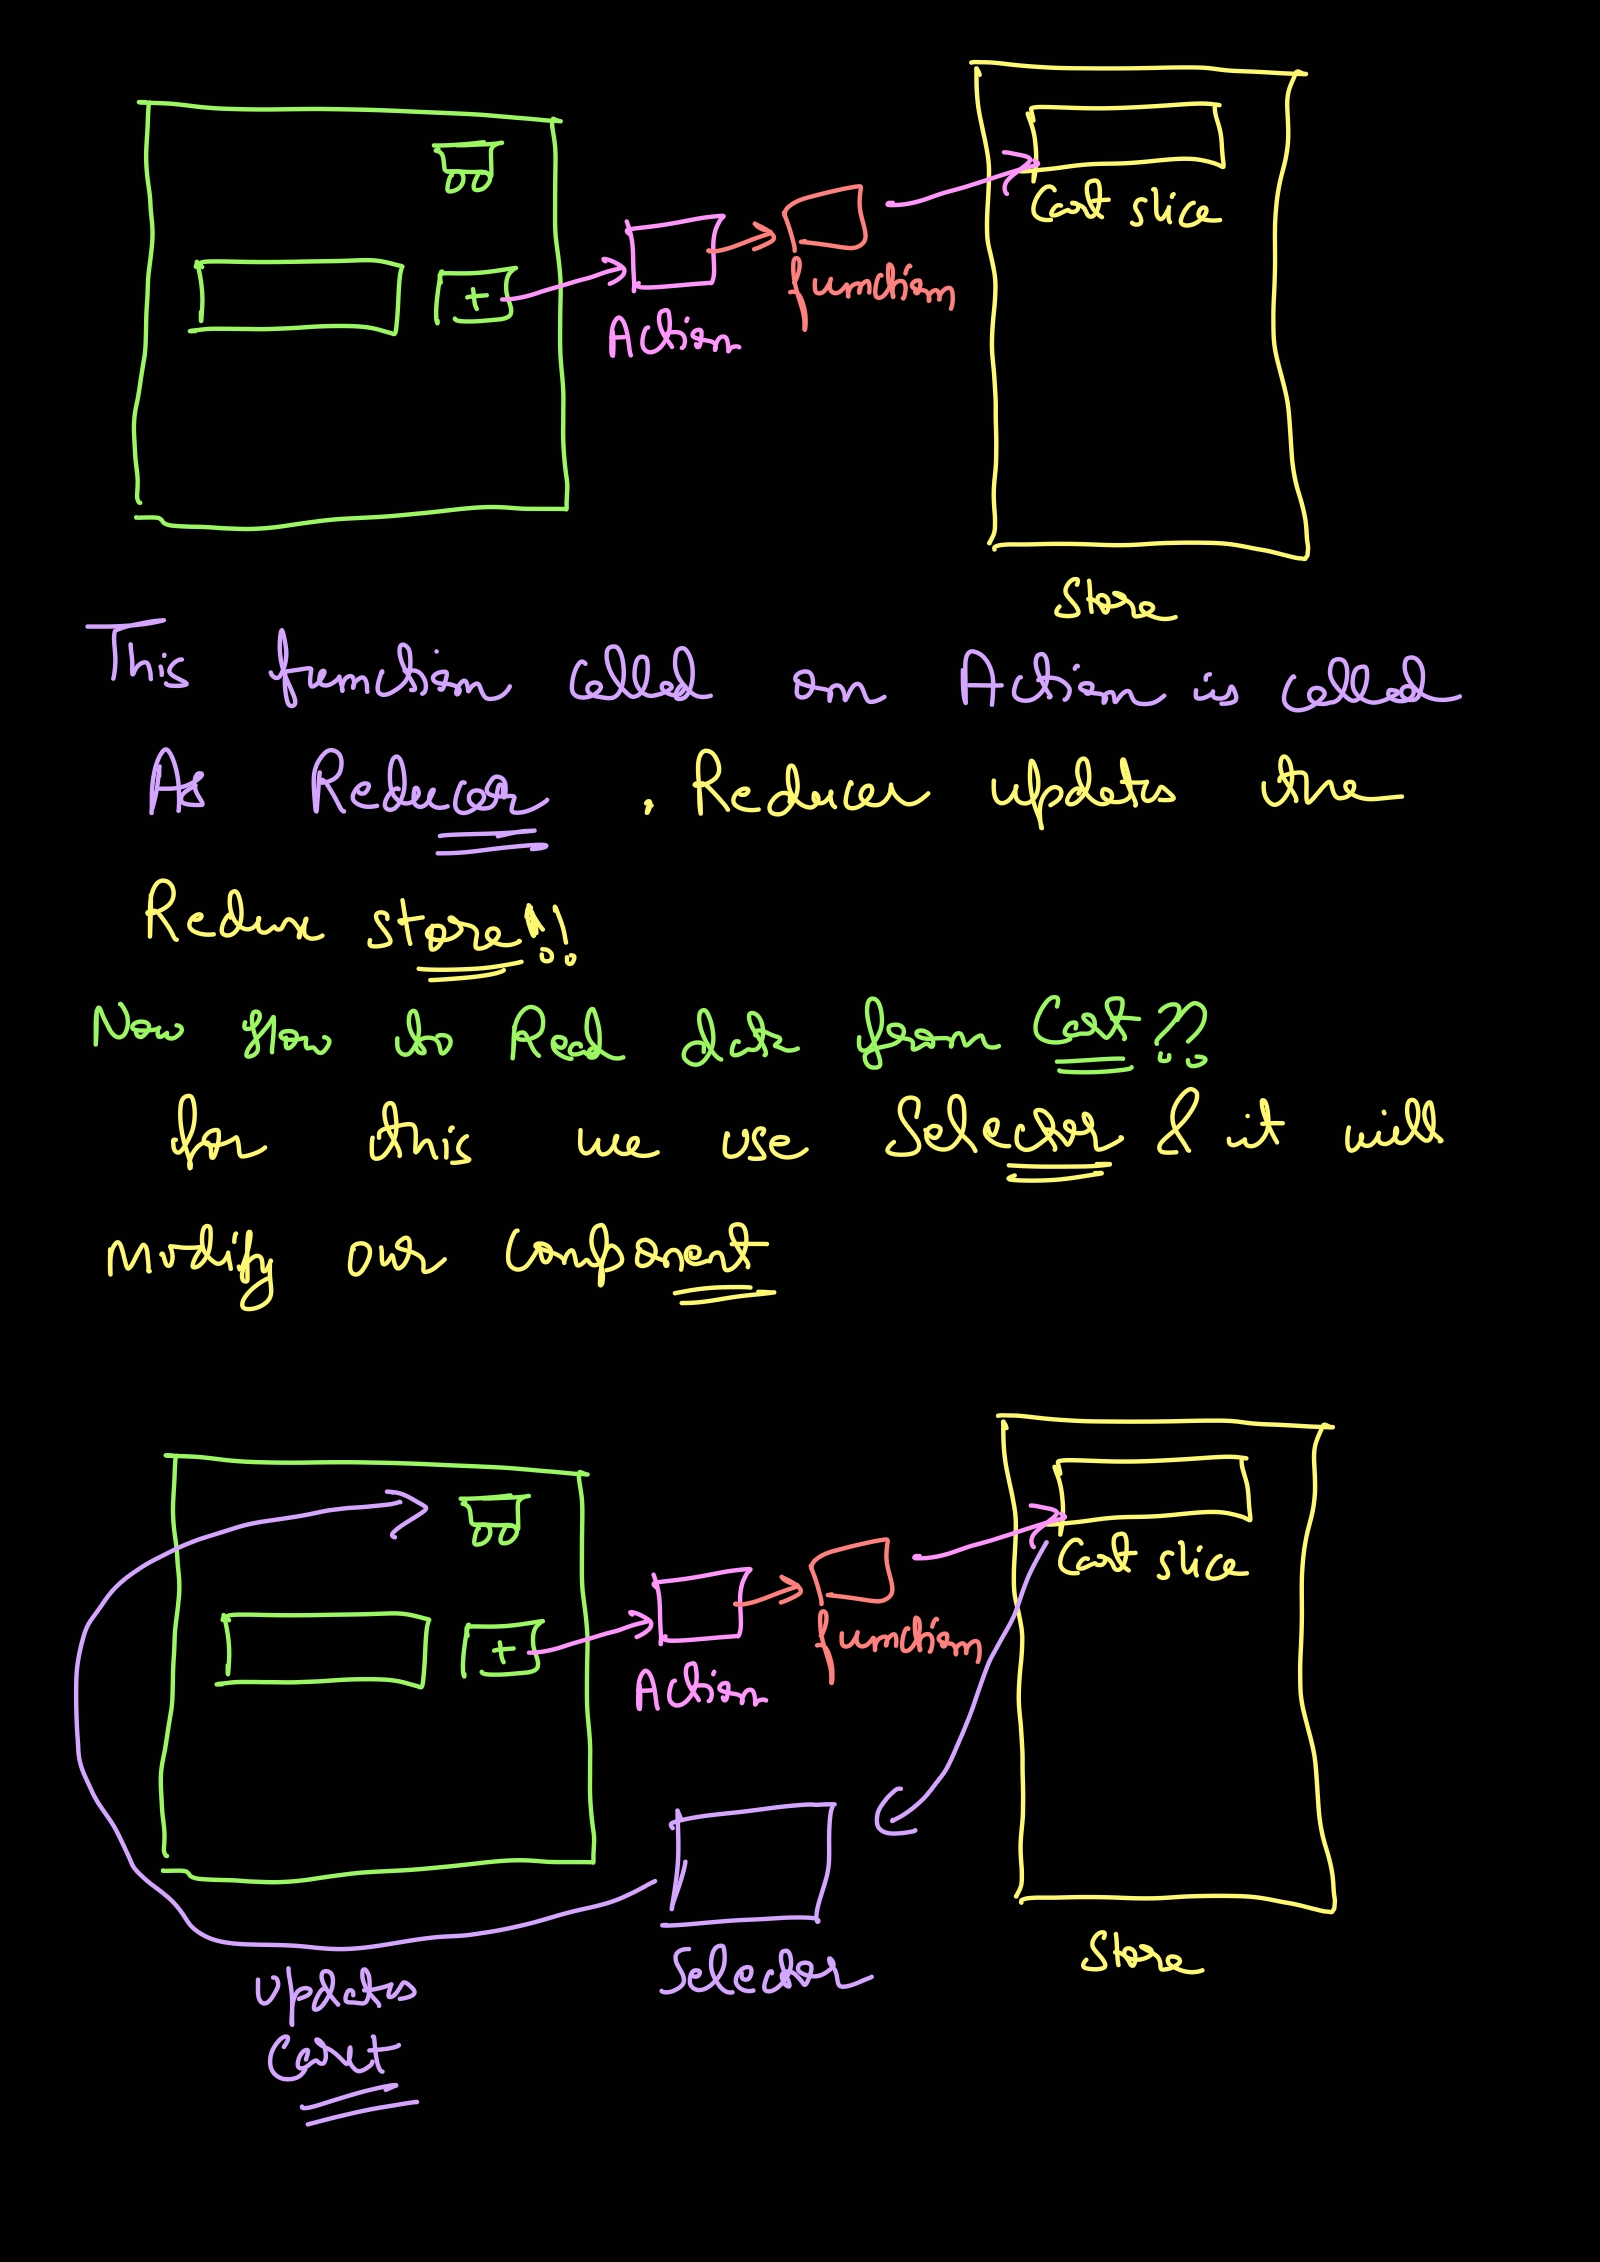 +
Action
function
Cart slice
Store
This function called on Action is called
As Reducer . Reducer updates the
Redux store!!
Now How to Read data from Cart??
for this we use Selector & it will
modify our component
+
Action
function
Cart slice
Selector
Store
Updates
Cart